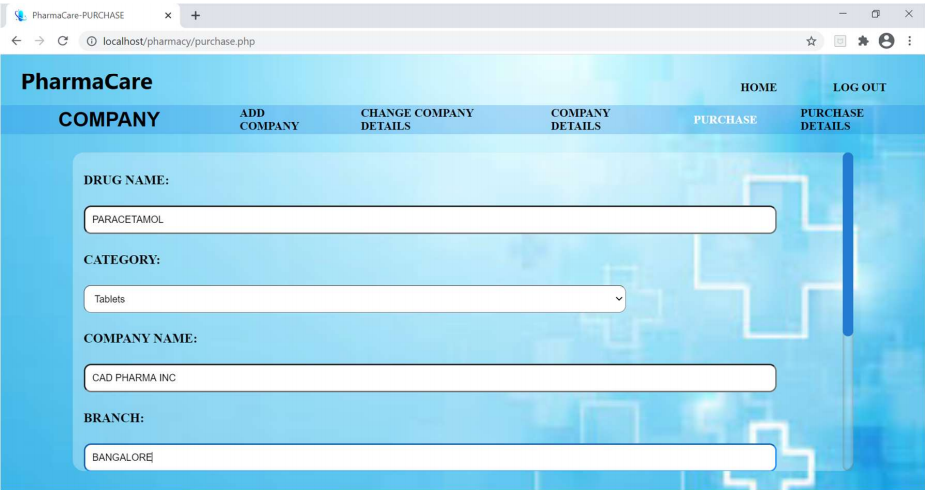 PharmaCare-PURCHASE
localhost/pharmacy/purchase.php
PharmaCare
HOME LOG OUT
COMPANY
ADD
COMPANY
CHANGE COMPANY
DETAILS
COMPANY
DETAILS
PURCHASE
PURCHASE
DETAILS
DRUG NAME:
PARACETAMOL
CATEGORY:
Tablets
COMPANY NAME:
CAD PHARMA INC
BRANCH:
BANGALORE